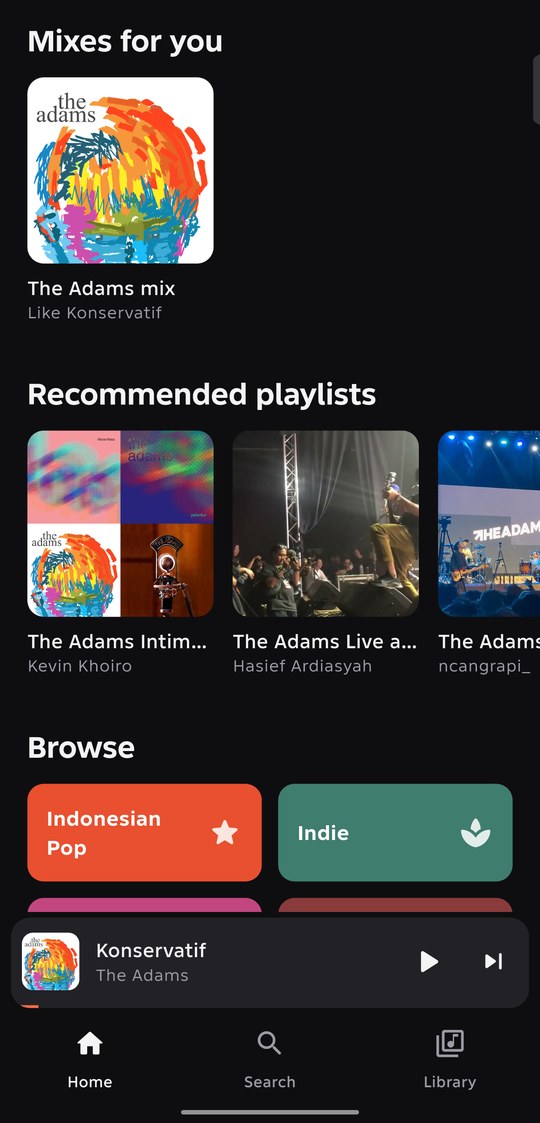 Mixes for you
the
adams
The Adams mix
Like Konservatif
Recommended playlists
the
adams
the
adams
7HEADAM
The Adams Intim...
Kevin Khoiro
The Adams Live a...
Hasief Ardiasyah
The Adams
ncangrapi_
Browse
Indonesian
Pop
Indie
the
adams
Konservatif
The Adams
Home
Search
Library